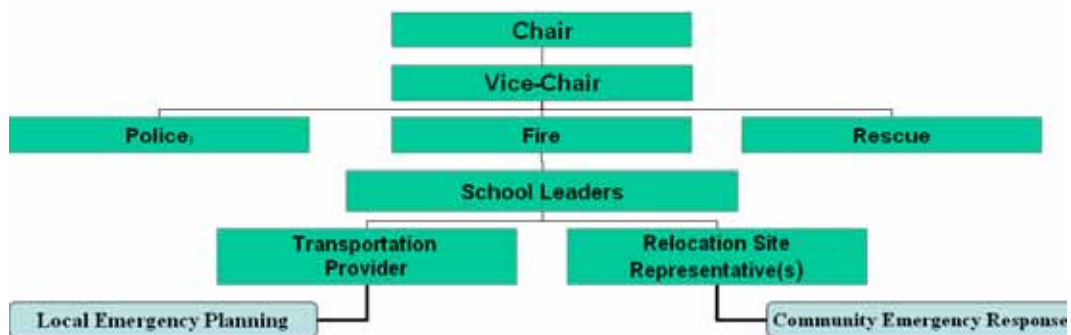 Chair
Vice-Chair
Police
Fire
Rescue
School Leaders
Transportation
Provider
Relocation Site
Representative(s)
Local Emergency Planning
Community Emergency Response